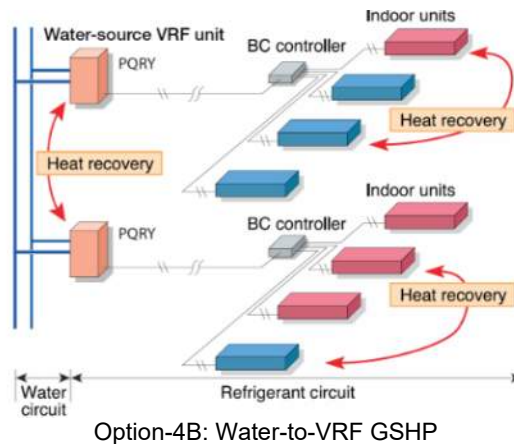 Indoor units
Water-source VRF unit
BC controller
PQRY
Heat recovery
Heat recovery
Indoor units
BC controller
PQRY
Heat recovery
Water
circuit
Refrigerant circuit
Option-4B: Water-to-VRF GSHP